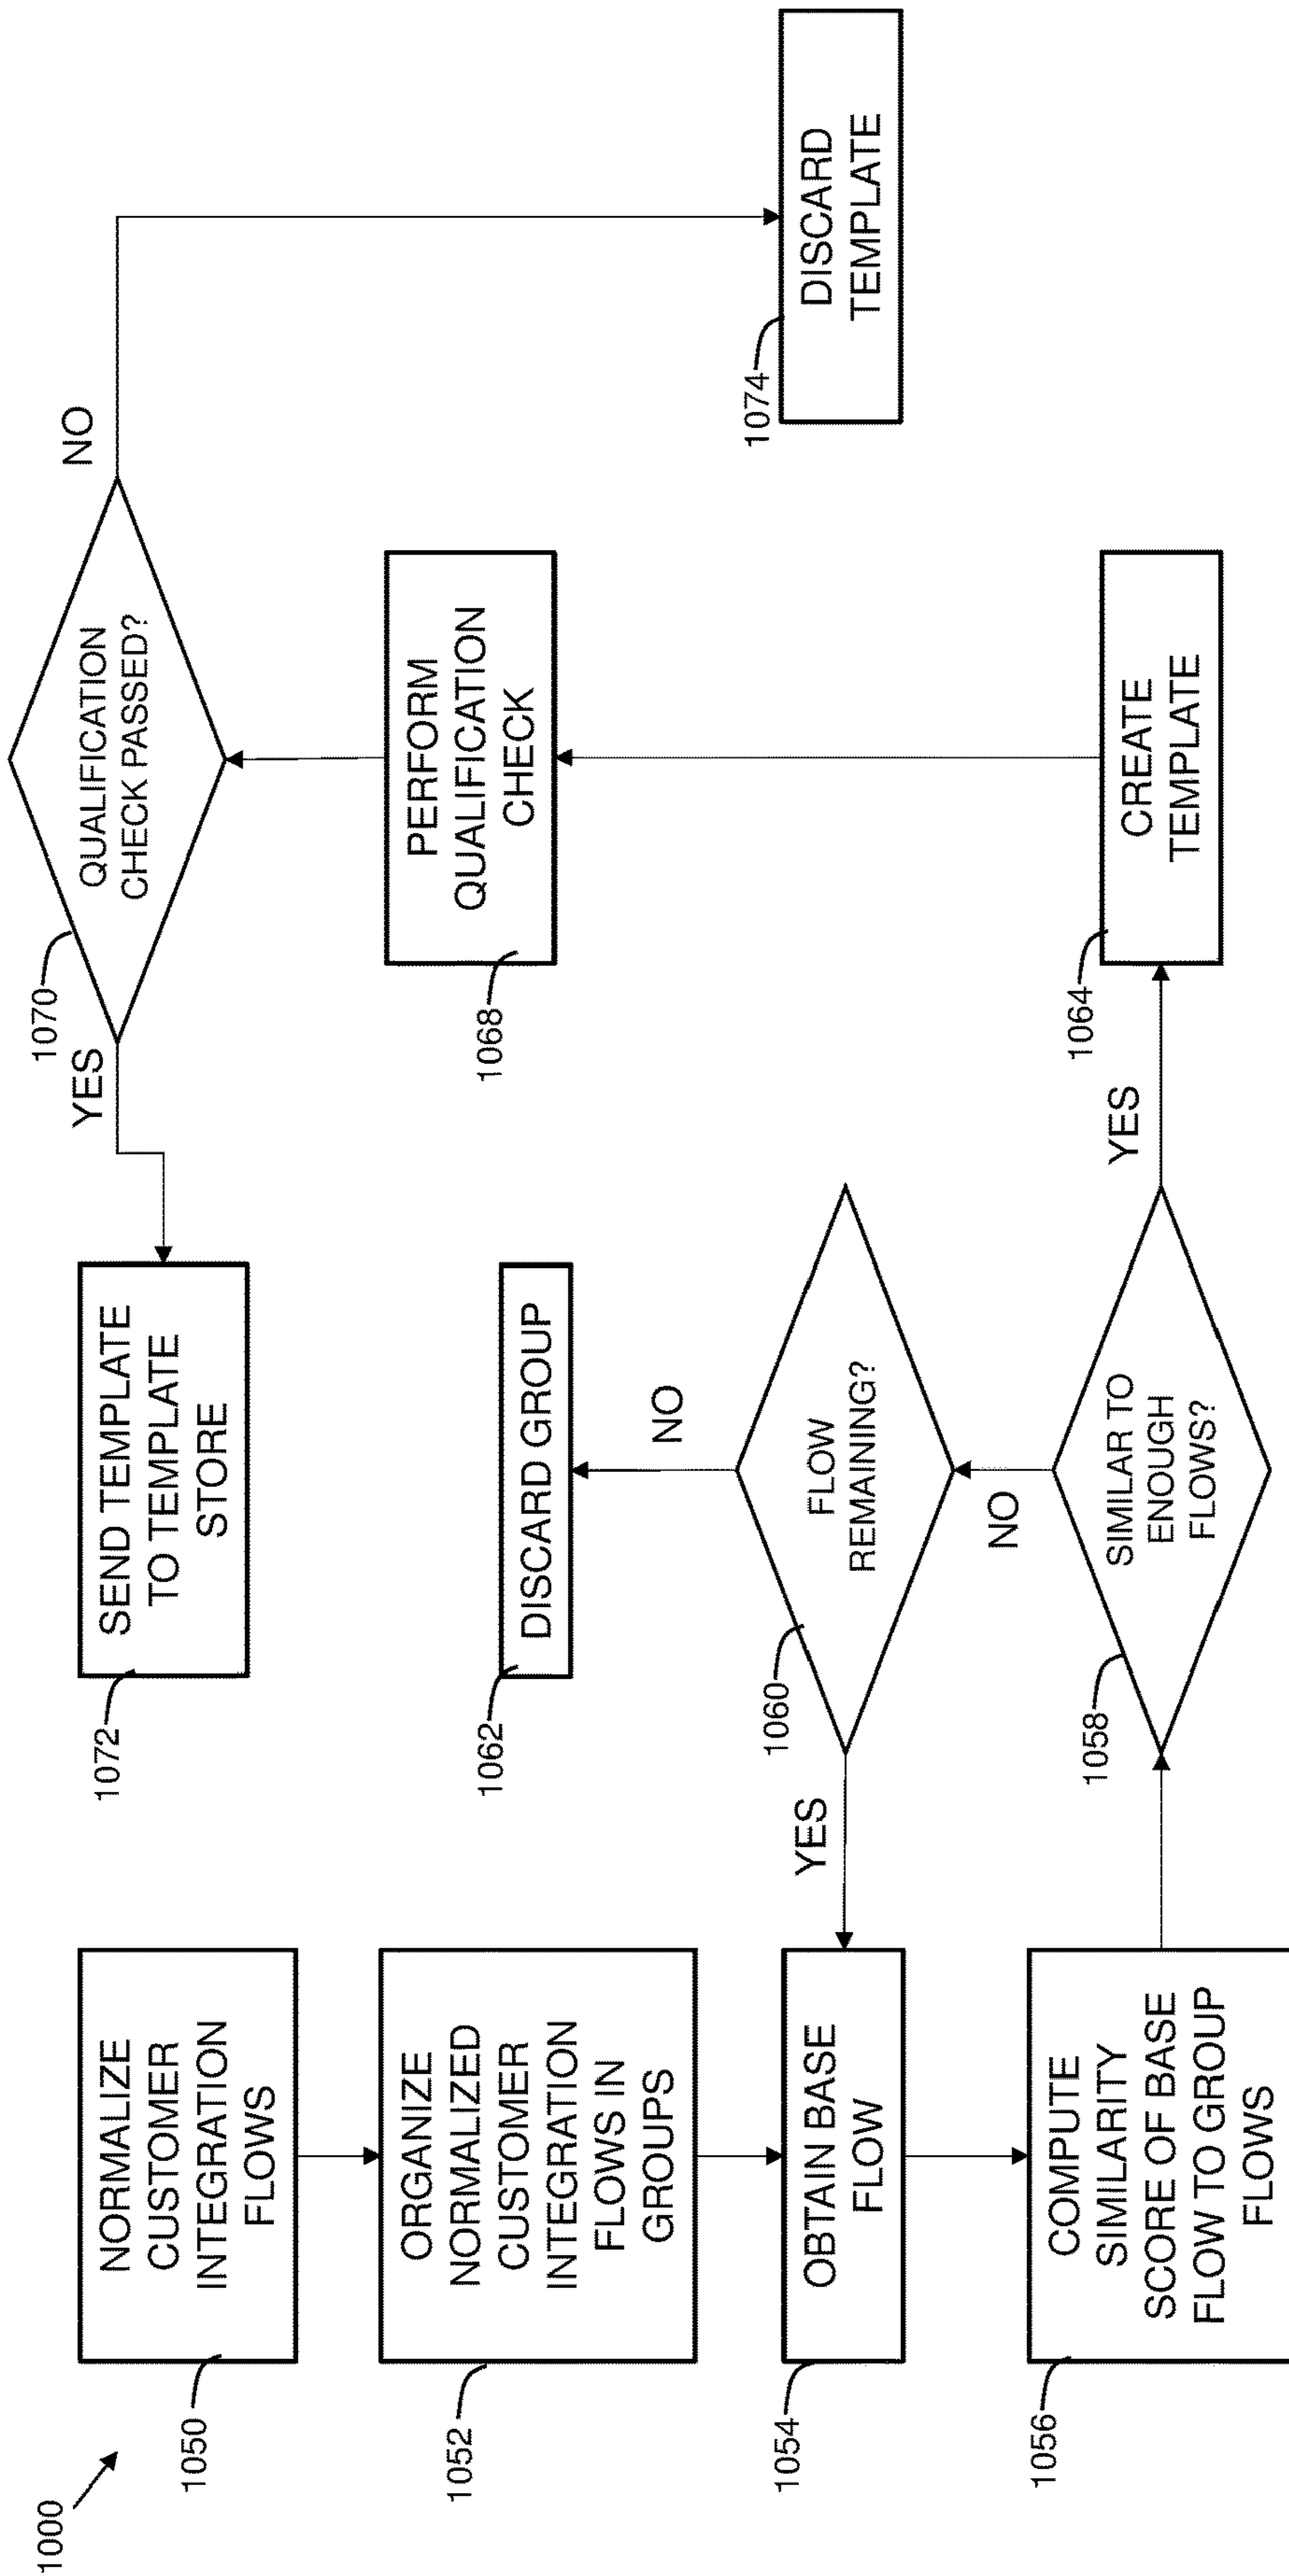 1000
1050
NORMALIZE
CUSTOMER
INTEGRATION
FLOWS
1052
ORGANIZE
NORMALIZED
CUSTOMER
INTEGRATION
FLOWS IN
GROUPS
1054
OBTAIN BASE
FLOW
1056
COMPUTE
SIMILARITY
SCORE OF BASE
FLOW TO GROUP
FLOWS
1058
SIMILAR TO
ENOUGH
FLOWS?
NO
YES
1060
FLOW
REMAINING?
YES
NO
1062
DISCARD GROUP
1064
CREATE
TEMPLATE
1068
PERFORM
QUALIFICATION
CHECK
1070
QUALIFICATION
CHECK PASSED?
YES
NO
1072
SEND TEMPLATE
TO TEMPLATE
STORE
1074
DISCARD
TEMPLATE